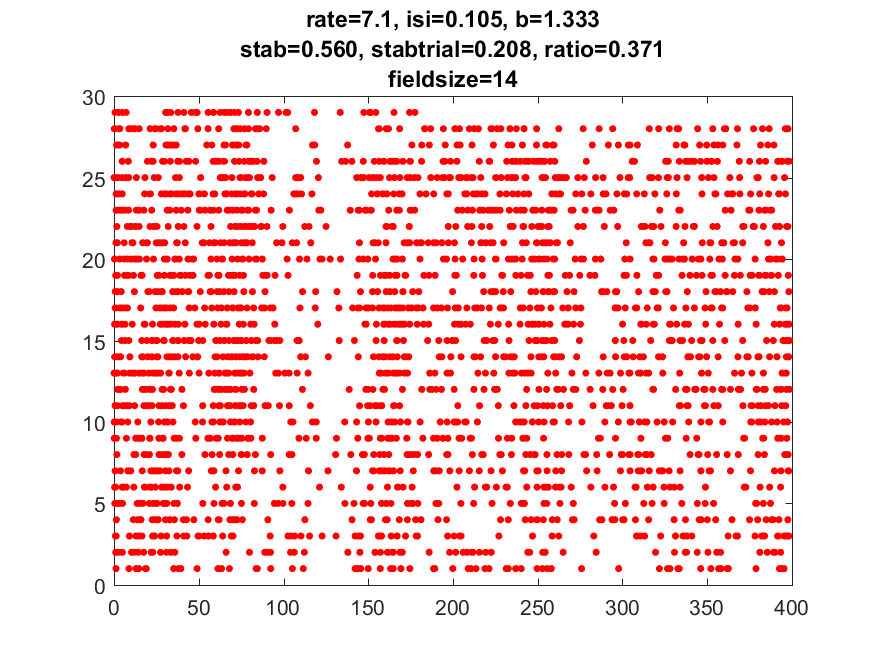 rate=7.1, isi=0.105, b=1.333
stab=0.560, stabtrial=0.208, ratio=0.371
fieldsize=14
30
25
20
15
10
5
0
0 50 100 150 200 250 300 350 400